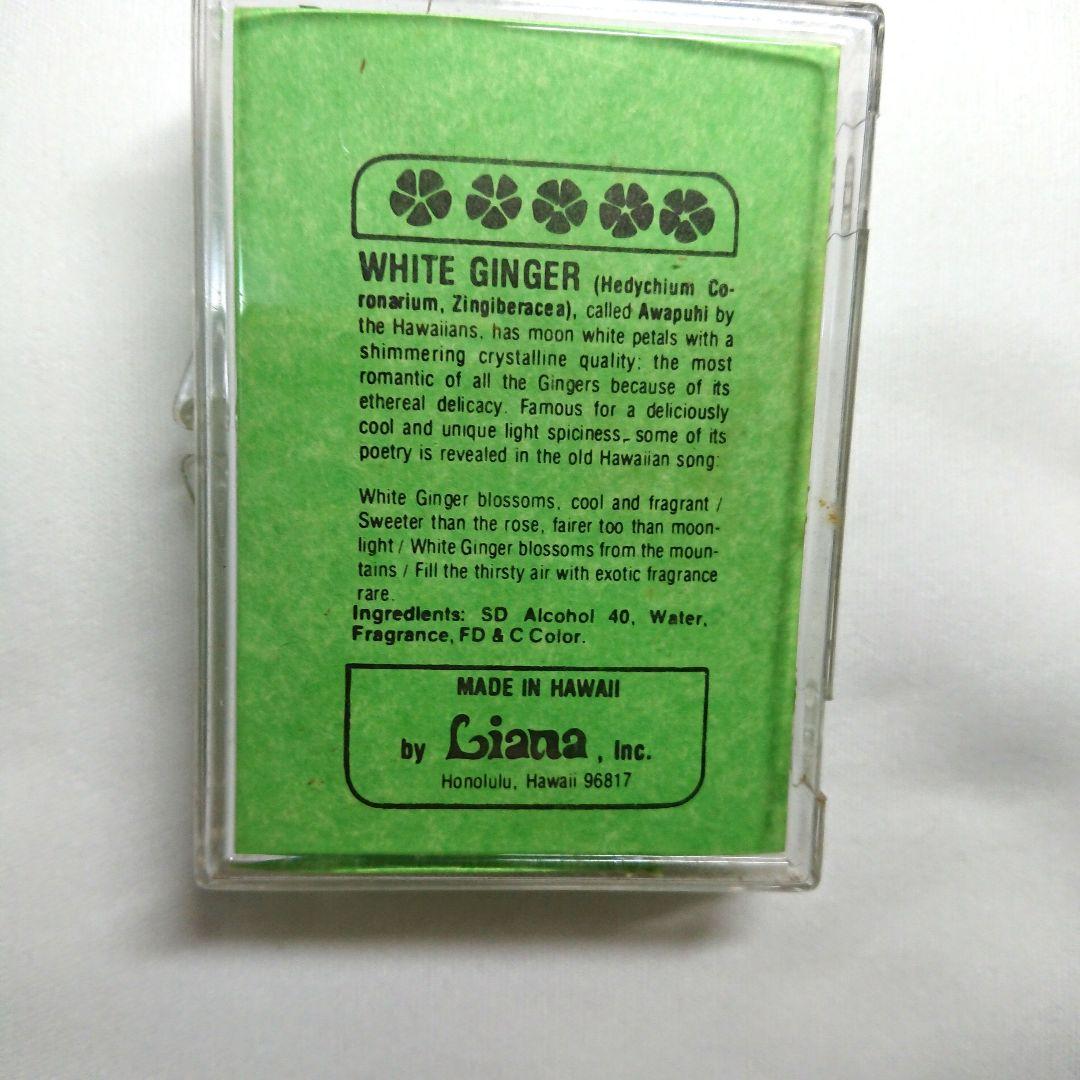 WHITE GINGER (Hedychium Co-
ronarium, Zingiberacea), called Awapuhi by
the Hawaiians, has moon white petals with a
shimmering crystalline quality: the most
romantic of all the Gingers because of its
ethereal delicacy. Famous for a deliciously
cool and unique light spiciness, some of its
poetry is revealed in the old Hawaiian song:
White Ginger blossoms, cool and fragrant /
Sweeter than the rose, fairer too than moon-
light / White Ginger blossoms from the moun-
tains / Fill the thirsty air with exotic fragrance
rare.
Ingredients: SD Alcohol 40, Water,
Fragrance, FD & C Color.
MADE IN HAWAII
by Liana, Inc.
Honolulu, Hawaii 96817